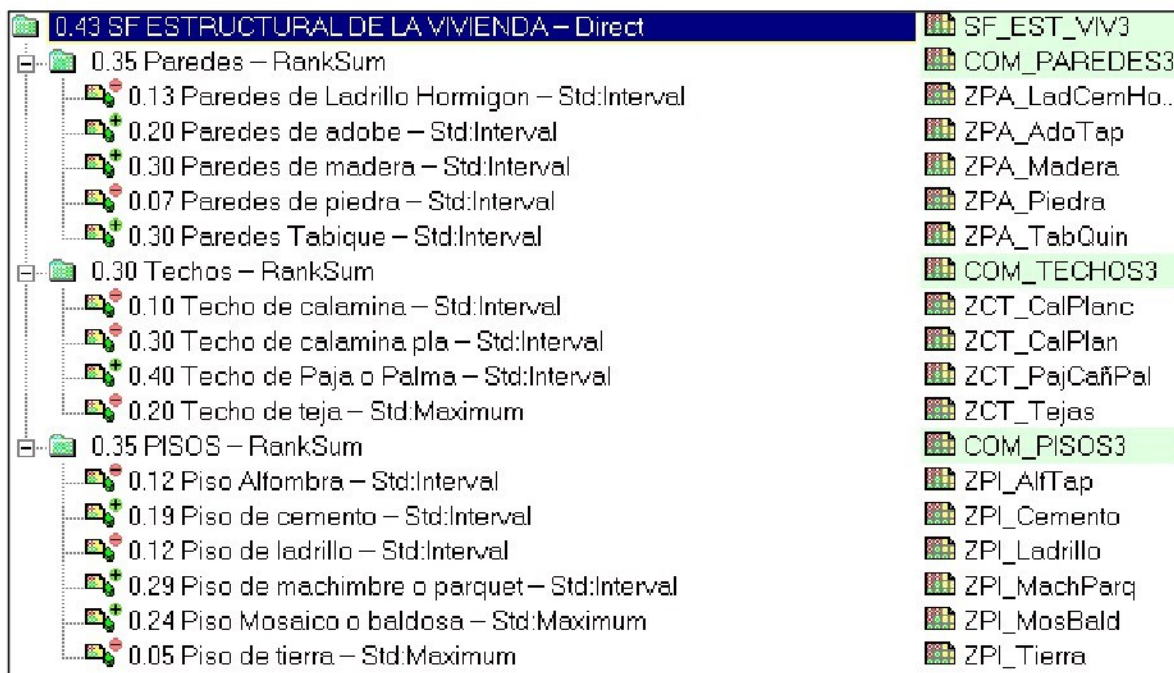 0.43 SF ESTRUCTURAL DE LA VIVIENDA – Direct SF_EST_VIV3
0.35 Paredes – RankSum COM_PAREDES3
0.13 Paredes de Ladrillo Hormigon – Std:Interval ZPA_LadCemHo..
0.20 Paredes de adobe – Std:Interval ZPA_AdoTap
0.30 Paredes de madera – Std:Interval ZPA_Madera
0.07 Paredes de piedra – Std:Interval ZPA_Piedra
0.30 Paredes Tabique – Std:Interval ZPA_TabQuin
0.30 Techos – RankSum COM_TECHOS3
0.10 Techo de calamina – Std:Interval ZCT_CalPlanc
0.30 Techo de calamina pla – Std:Interval ZCT_CalPlan
0.40 Techo de Paja o Palma – Std:Interval ZCT_PajCañPal
0.20 Techo de teja – Std:Maximum ZCT_Tejas
0.35 PISOS – RankSum COM_PISOS3
0.12 Piso Alfombra – Std:Interval ZPI_AlfTap
0.19 Piso de cemento – Std:Interval ZPI_Cemento
0.12 Piso de ladrillo – Std:Interval ZPI_Ladrillo
0.29 Piso de machimbre o parquet – Std:Interval ZPI_MachParq
0.24 Piso Mosaico o baldosa – Std:Maximum ZPI_MosBald
0.05 Piso de tierra – Std:Maximum ZPI_Tierra